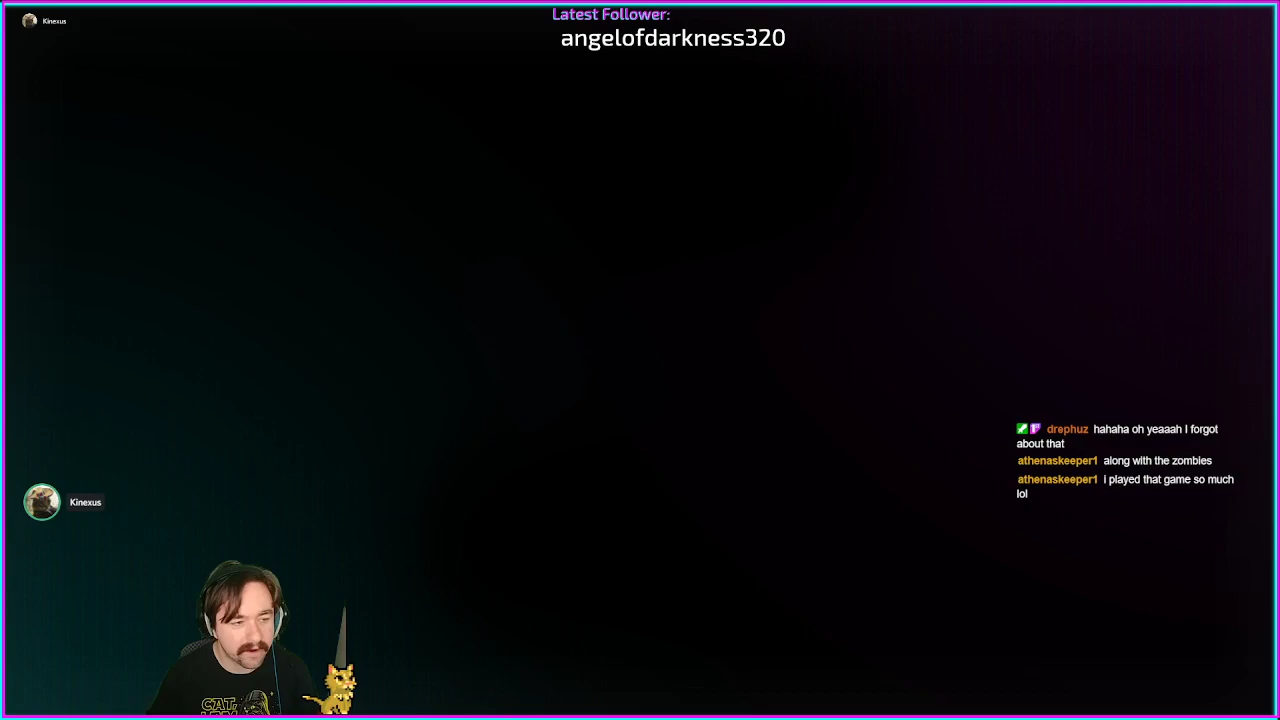 Kinexus
Latest Follower:
angelofdarkness320
drephuz hahaha oh yeaaah I forgot
about that
athenaskeeper1 along with the zombies
athenaskeeper1 i played that game so much
lol
Kinexus
CAT